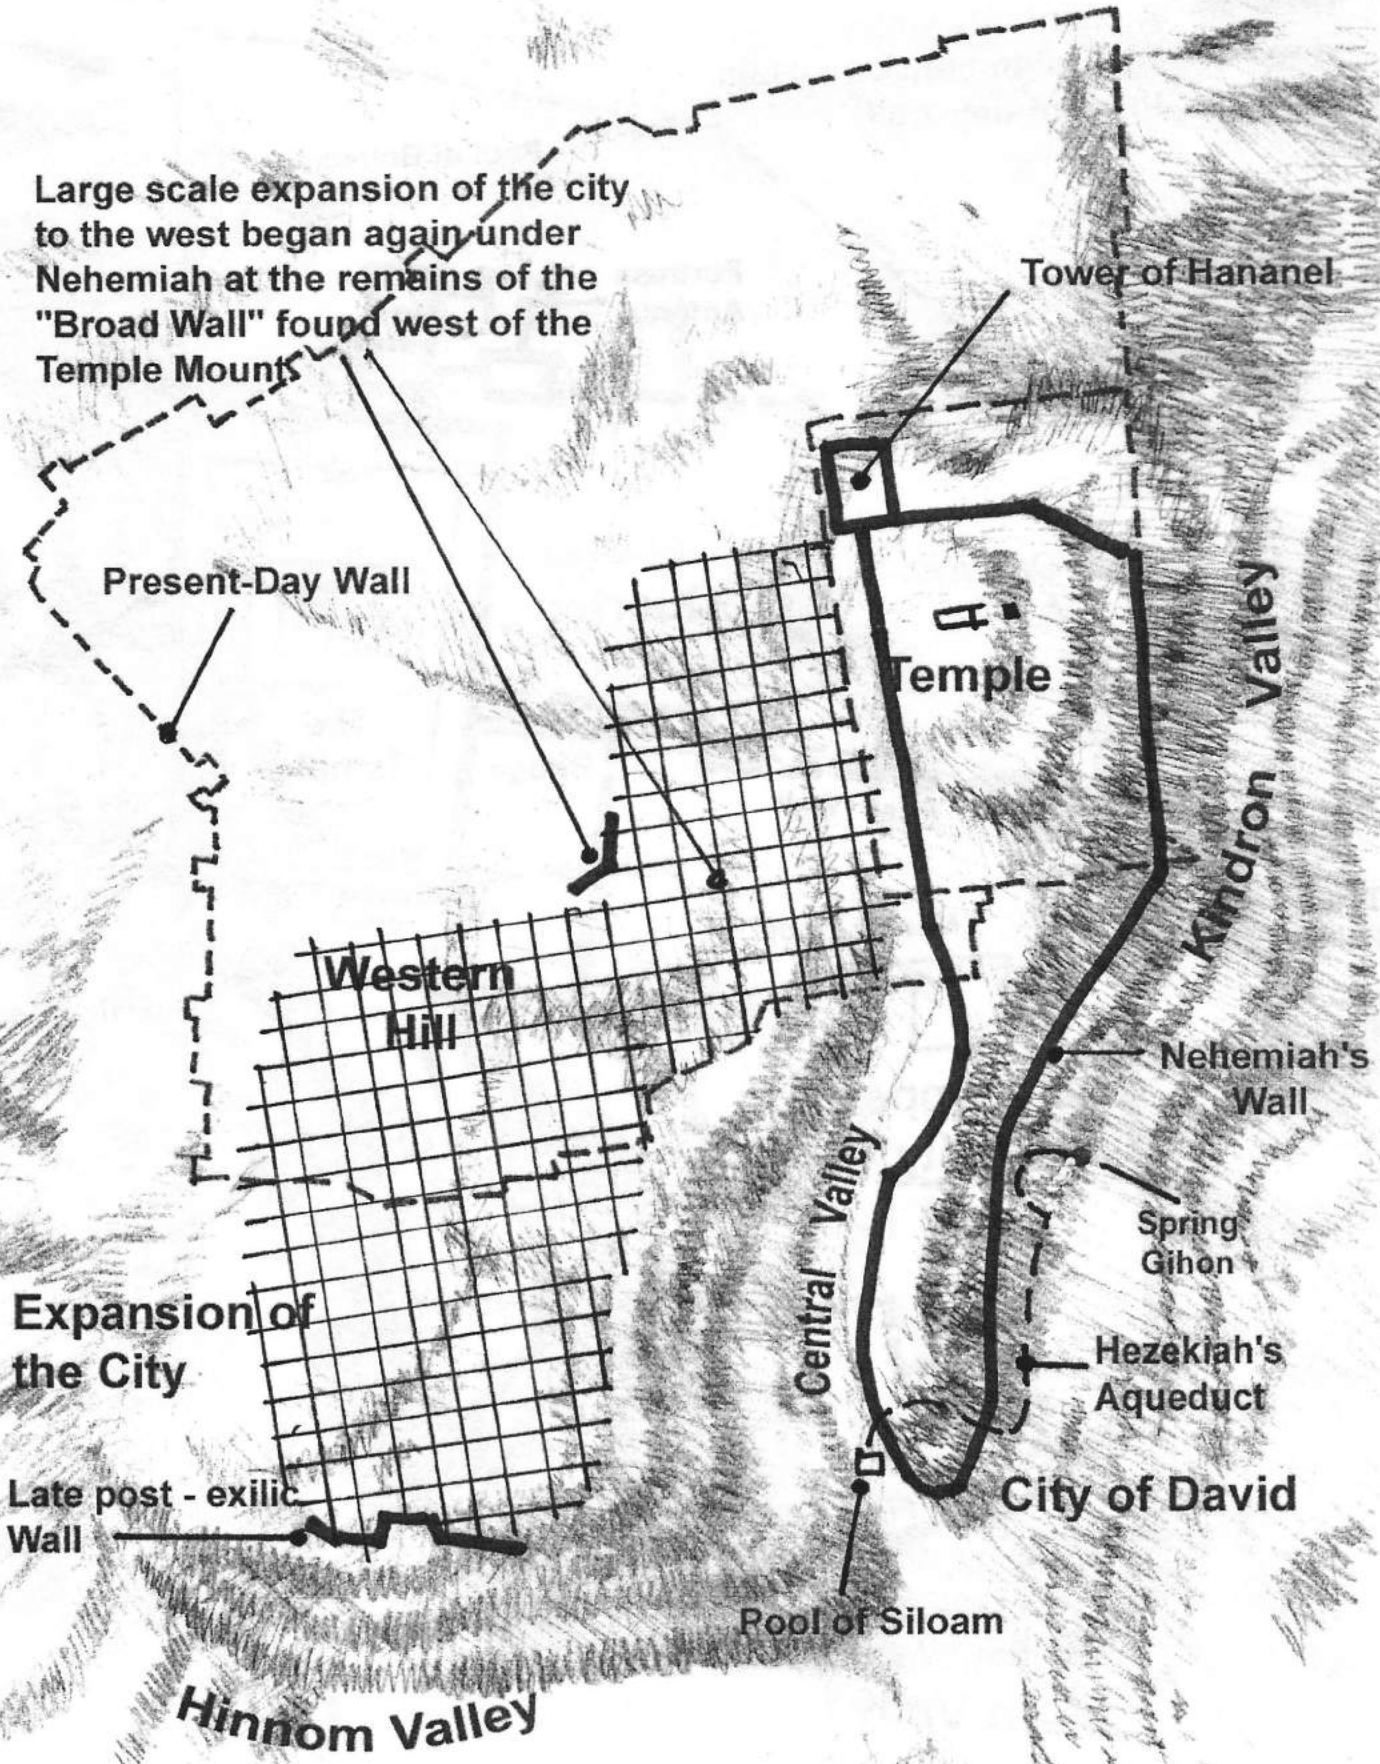 Large scale expansion of the city
to the west began again under
Nehemiah at the remains of the
"Broad Wall" found west of the
Temple Mount
Tower of Hananel
Present-Day Wall
Temple
Kindron Valley
Western
Hill
Nehemiah's
Wall
Central Valley
Spring
Gihon
Expansion of
the City
Hezekiah's
Aqueduct
Late post - exilic
Wall
City of David
Pool of Siloam
Hinnom Valley